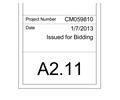 Project Number CM059810
Date 1/7/2013
Issued for Bidding
A2.11